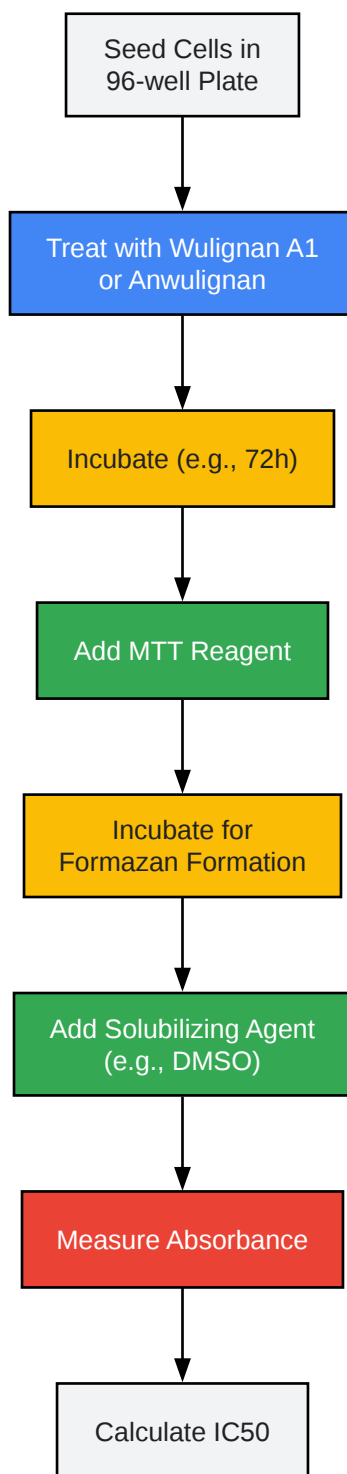 Seed Cells in
96-well Plate
Treat with Wulignan A1
or Anwulignan
Incubate (e.g., 72h)
Add MTT Reagent
Incubate for
Formazan Formation
Add Solubilizing Agent
(e.g., DMSO)
Measure Absorbance
Calculate IC50